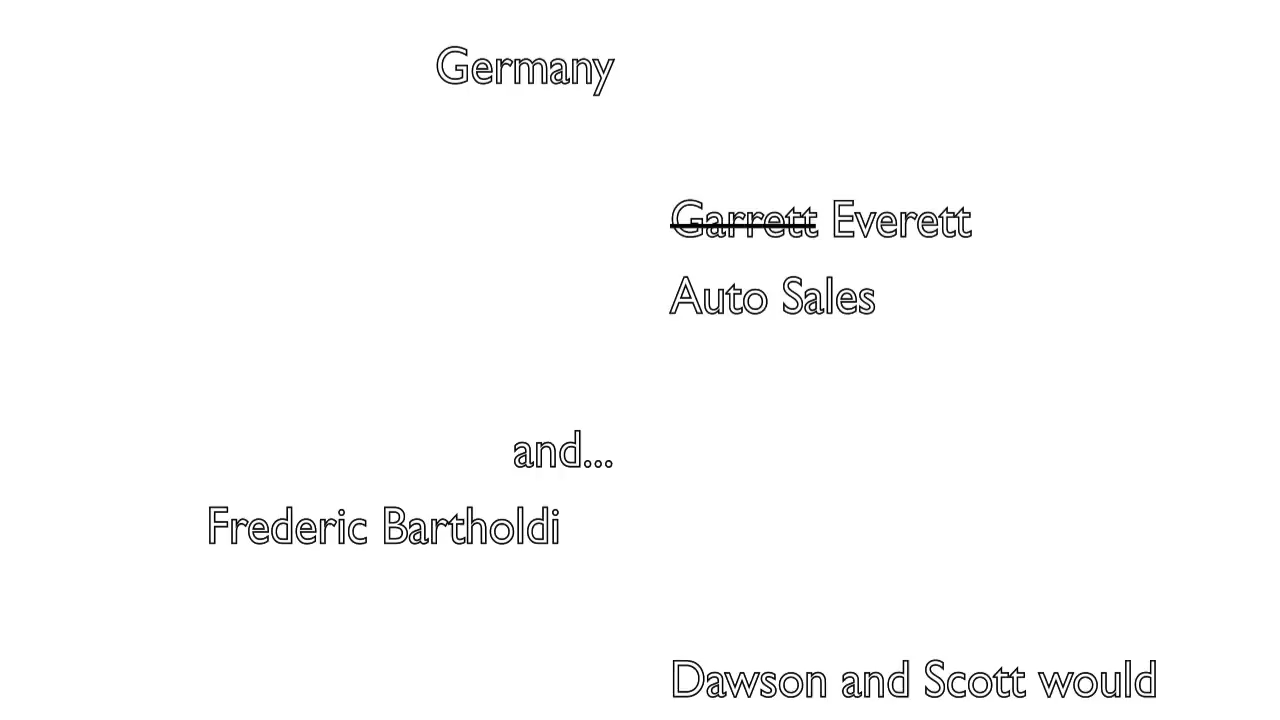 Germany
Garrett Everett
Auto Sales
and...
Frederic Bartholdi
Dawson and Scott would